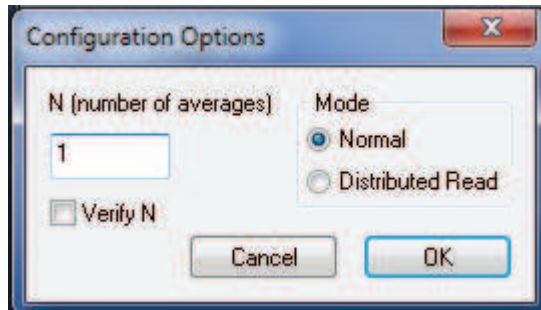 Configuration Options
N (number of averages)
1
Verify N
Mode
Normal
Distributed Read
Cancel
OK